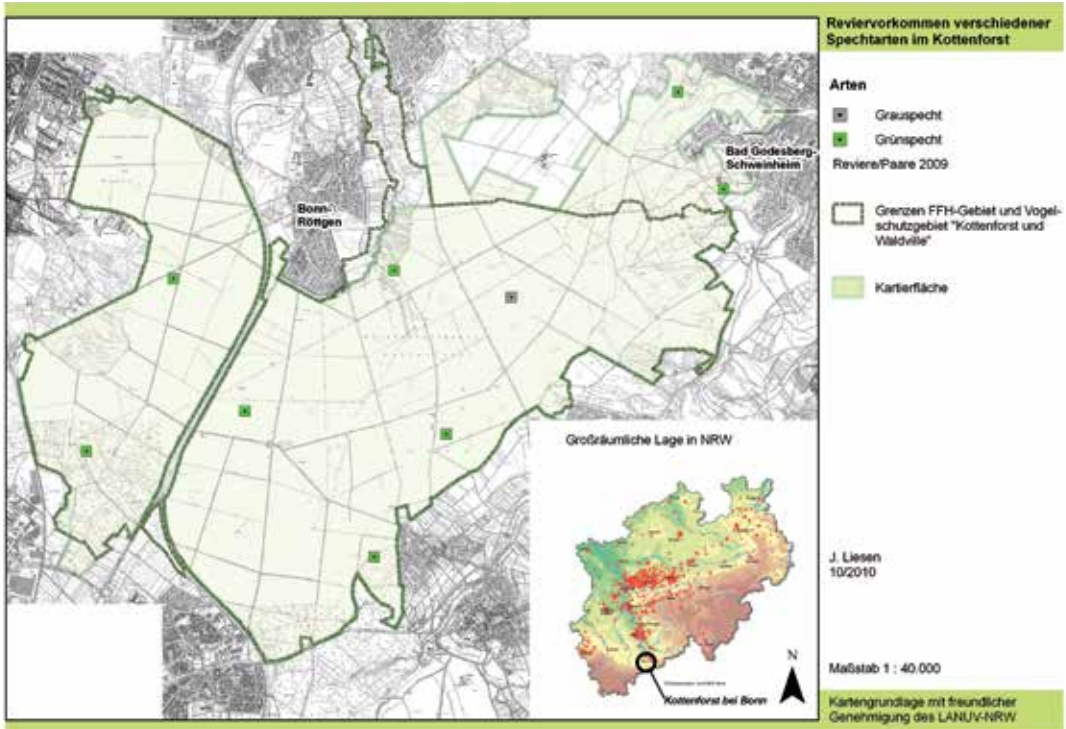 Reviervorkommen verschiedener
Spechtarten im Kottenforst
Arten
Grauspecht
Grünspecht
Reviere/Paare 2009
Grenzen FFH-Gebiet und Vogel-
schutzgebiet "Kottenforst und
Waldville"
Kartierfläche
Bonn-
Röttgen
Bad Godesberg-
Schweinheim
Großräumliche Lage in NRW
Kottenforst bei Bonn
N
J. Liesen
10/2010
Maßstab 1 : 40.000
Kartengrundlage mit freundlicher
Genehmigung des LANUV-NRW